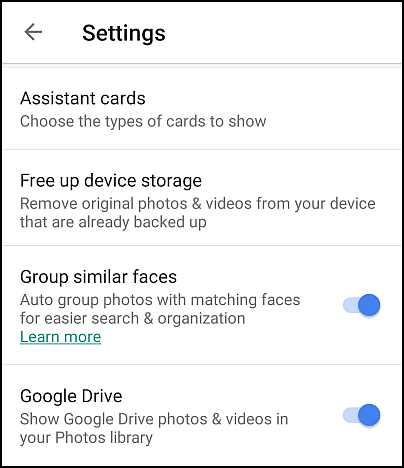 Settings
Assistant cards
Choose the types of cards to show
Free up device storage
Remove original photos & videos from your device
that are already backed up
Group similar faces
Auto group photos with matching faces
for easier search & organization
Learn more
Google Drive
Show Google Drive photos & videos in
your Photos library